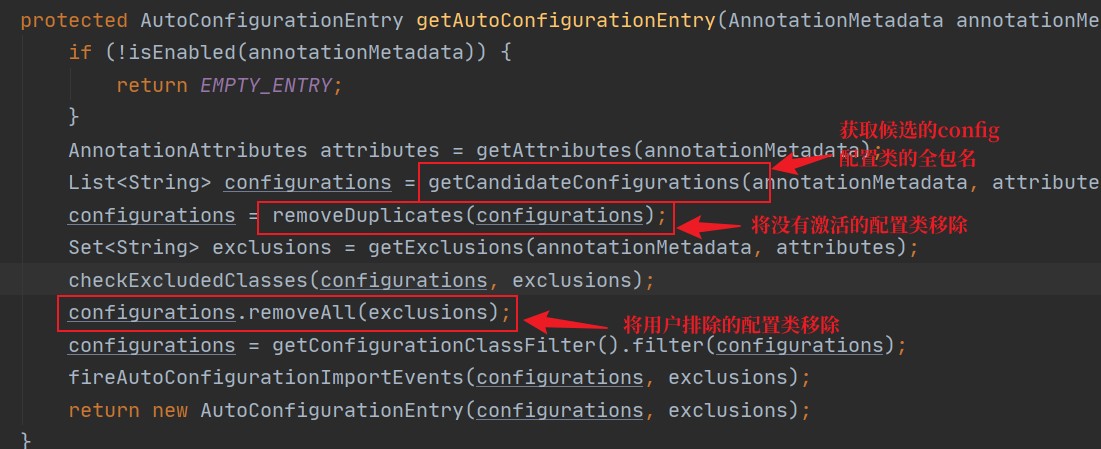 protected AutoConfigurationEntry getAutoConfigurationEntry(AnnotationMetadata annotationMe
if (!isEnabled(annotationMetadata)) {
return EMPTY_ENTRY;
}
获取候选的config
AnnotationAttributes attributes = getAttributes(annotationMetadata);
配置类的全包名
List<String> configurations = getCandidateConfigurations(annotationMetadata, attribute
configurations = removeDuplicates(configurations);
将没有激活的配置类移除
Set<String> exclusions = getExclusions(annotationMetadata, attributes);
checkExcludedClasses(configurations, exclusions);
configurations.removeAll(exclusions);
将用户排除的配置类移除
configurations = getConfigurationClassFilter().filter(configurations);
fireAutoConfigurationImportEvents(configurations, exclusions);
return new AutoConfigurationEntry(configurations, exclusions);
}